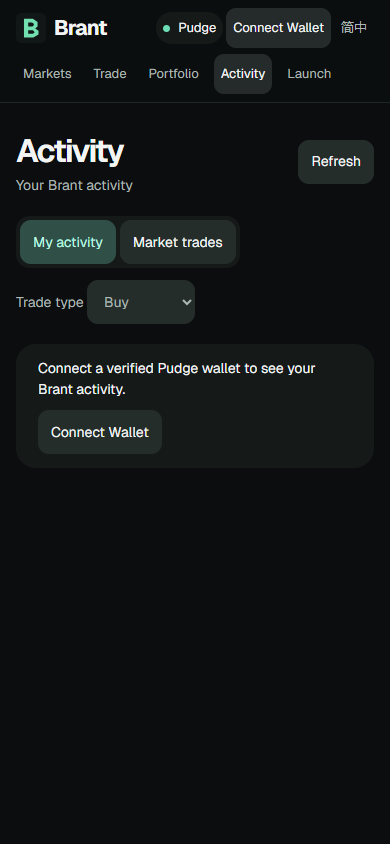 Brant
Pudge
Connect Wallet
简中
Markets
Trade
Portfolio
Activity
Launch
Activity
Your Brant activity
Refresh
My activity
Market trades
Trade type
Buy
Connect a verified Pudge wallet to see your
Brant activity.
Connect Wallet